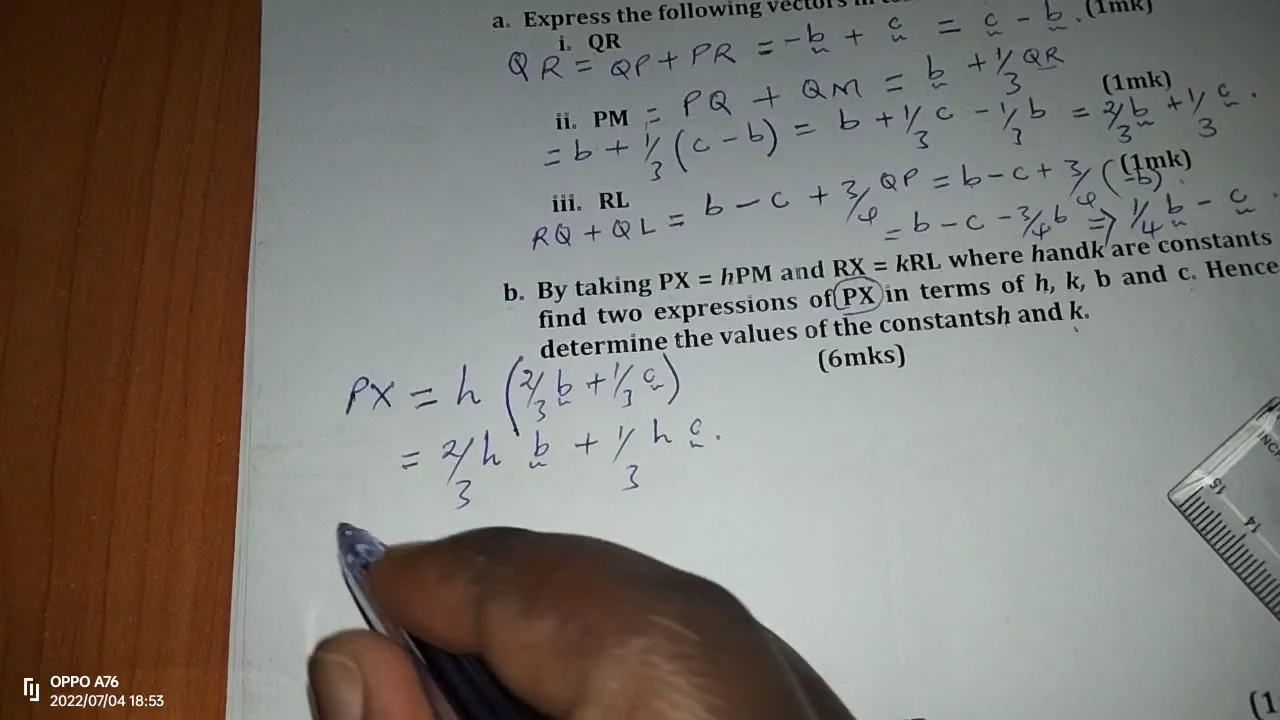 a. Express the following vectors in
i. QR (1mk)
QR = QP + PR = -b + c = c - b.
ii. PM = PQ + QM = b + 1/3 QR (1mk)
= b + 1/3 (c - b) = b + 1/3 c - 1/3 b = 2/3 b + 1/3 c.
iii. RL (1mk)
RQ + QL = b - c + 3/4 QP = b - c + 3/4 (-b)
= b - c - 3/4 b => 1/4 b - c.
b. By taking PX = hPM and RX = kRL where handk are constants
find two expressions of PX in terms of h, k, b and c. Hence
determine the values of the constantsh and k.
(6mks)
PX = h (2/3 b + 1/3 c)
= 2/3 h b + 1/3 h c.
15
14
OPPO A76
2022/07/04 18:53
(1